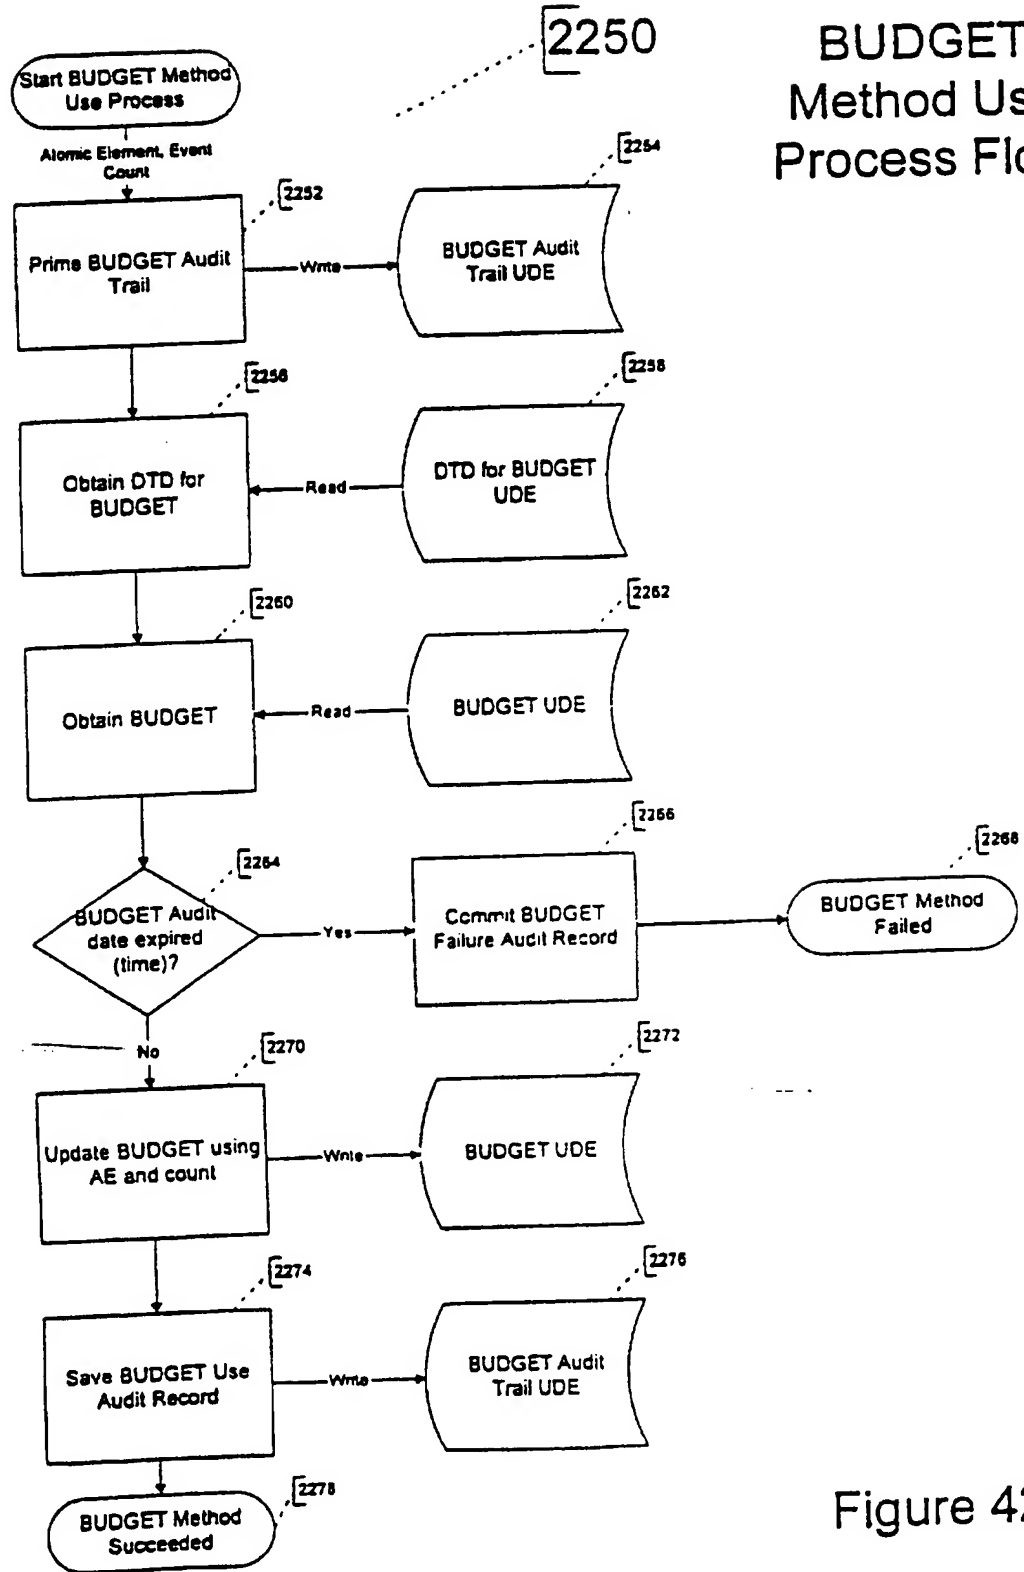 2250
BUDGET
Method Us
Process Flo
Start BUDGET Method
Use Process
Atomic Element, Event
Count
2252
2254
Prime BUDGET Audit
Trail
Write
BUDGET Audit
Trail UDE
2256
2258
Obtain DTD for
BUDGET
Read
DTD for BUDGET
UDE
2260
2262
Obtain BUDGET
Read
BUDGET UDE
2264
2266
2268
BUDGET Audit
date expired
(time)?
Yes
Commit BUDGET
Failure Audit Record
BUDGET Method
Failed
No
2270
2272
Update BUDGET using
AE and count
Write
BUDGET UDE
2274
2276
Save BUDGET Use
Audit Record
Write
BUDGET Audit
Trail UDE
2278
BUDGET Method
Succeeded
Figure 42